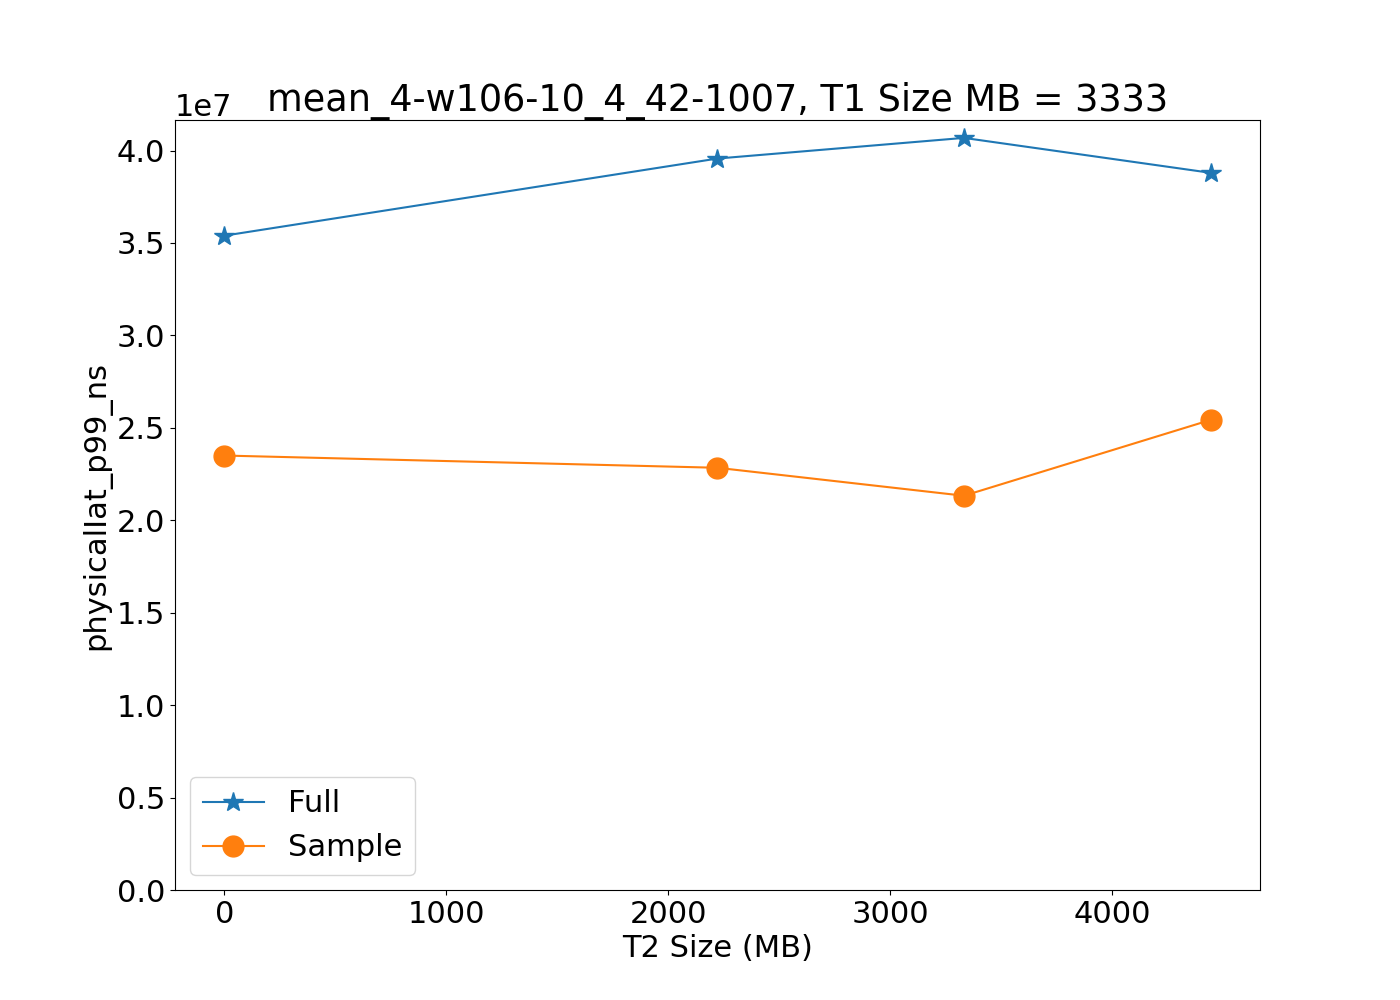 1e7
mean_4-w106-10_4_42-1007, T1 Size MB = 3333
4.0
3.5
3.0
2.5
2.0
1.5
1.0
0.5
0.0
physicallat_p99_ns
Full
Sample
0 1000 2000 3000 4000
T2 Size (MB)